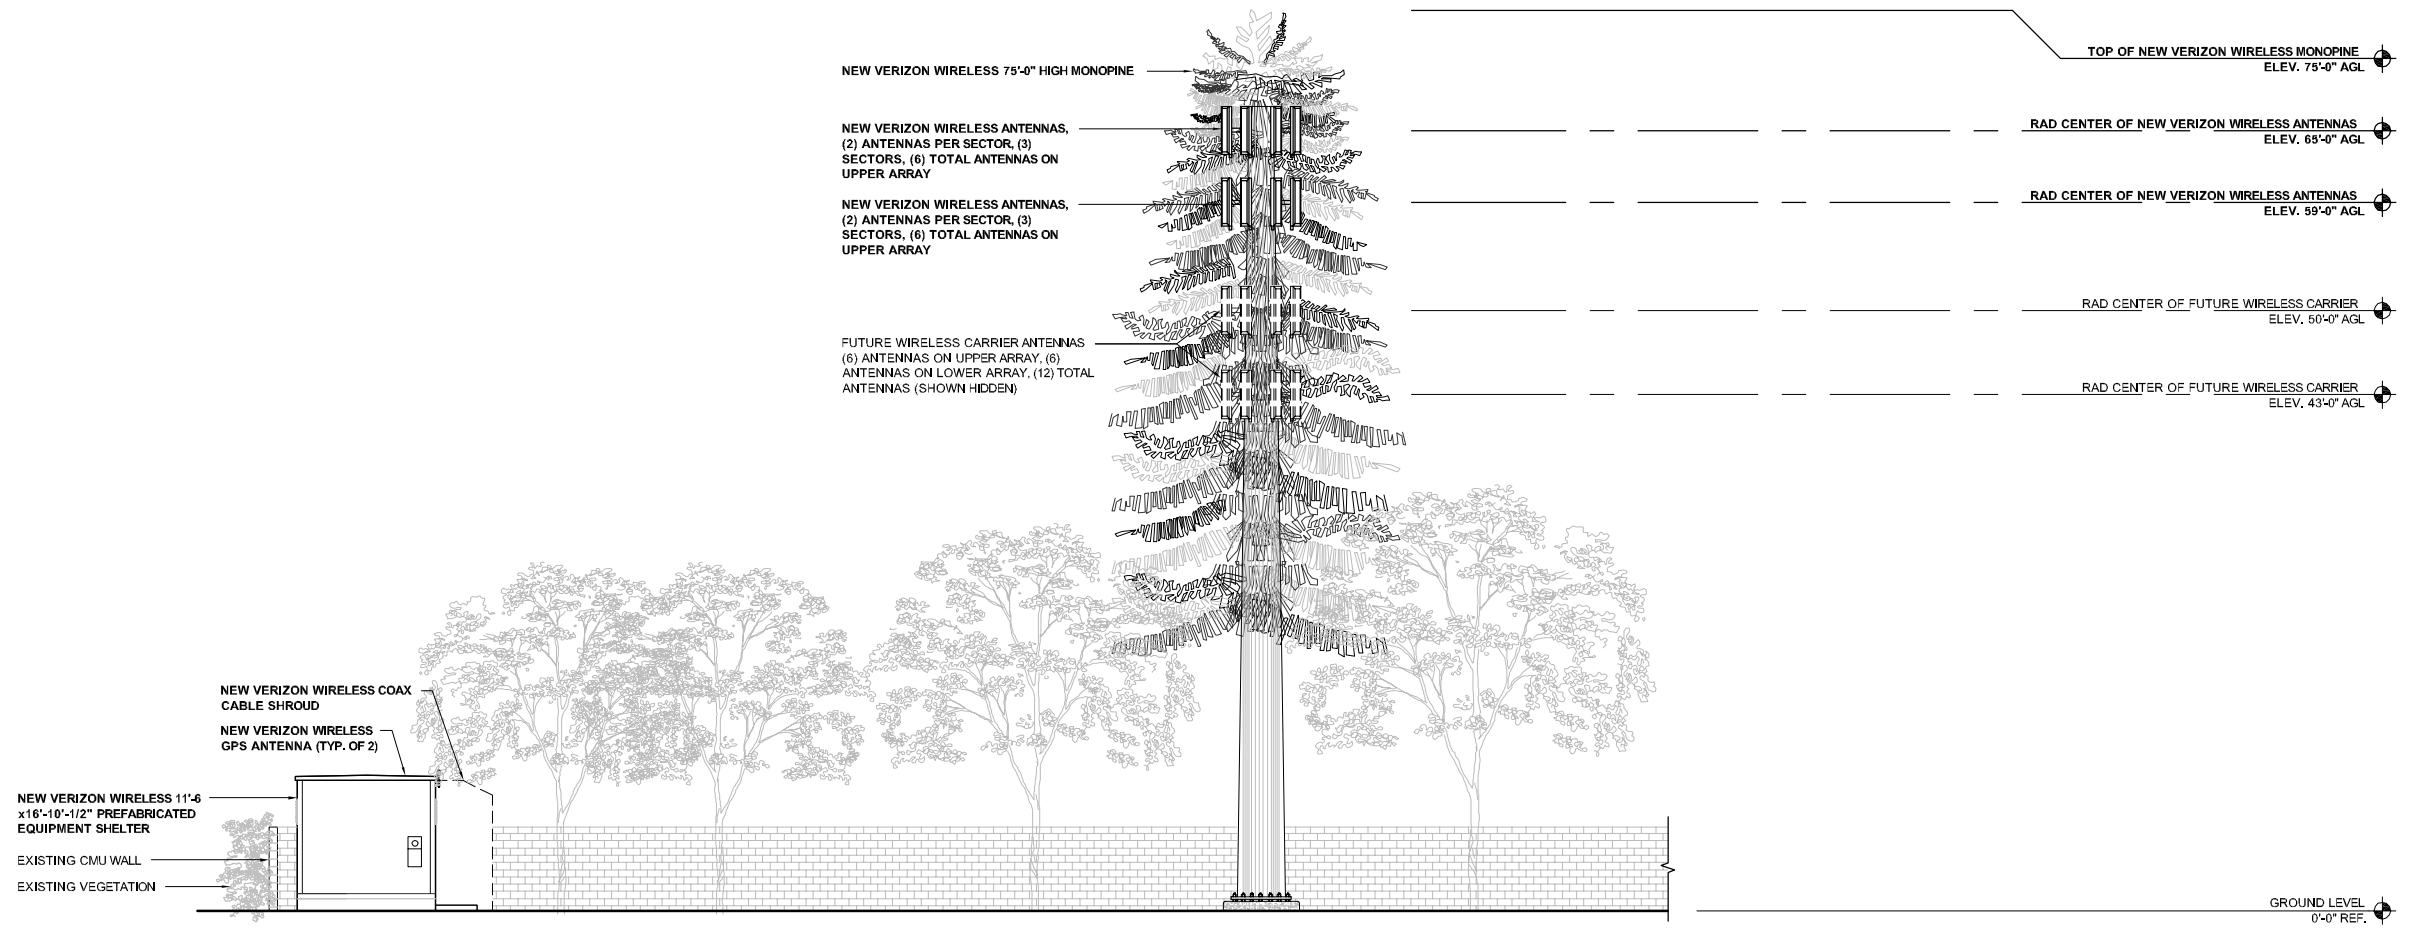 NEW VERIZON WIRELESS 75'-0" HIGH MONOPINE
NEW VERIZON WIRELESS ANTENNAS,
(2) ANTENNAS PER SECTOR, (3)
SECTORS, (6) TOTAL ANTENNAS ON
UPPER ARRAY
NEW VERIZON WIRELESS ANTENNAS,
(2) ANTENNAS PER SECTOR, (3)
SECTORS, (6) TOTAL ANTENNAS ON
UPPER ARRAY
FUTURE WIRELESS CARRIER ANTENNAS
(6) ANTENNAS ON UPPER ARRAY, (6)
ANTENNAS ON LOWER ARRAY, (12) TOTAL
ANTENNAS (SHOWN HIDDEN)
TOP OF NEW VERIZON WIRELESS MONOPINE
ELEV. 75'-0" AGL
RAD CENTER OF NEW VERIZON WIRELESS ANTENNAS
ELEV. 65'-0" AGL
RAD CENTER OF NEW VERIZON WIRELESS ANTENNAS
ELEV. 59'-0" AGL
RAD CENTER OF FUTURE WIRELESS CARRIER
ELEV. 50'-0" AGL
RAD CENTER OF FUTURE WIRELESS CARRIER
ELEV. 43'-0" AGL
NEW VERIZON WIRELESS COAX
CABLE SHROUD
NEW VERIZON WIRELESS
GPS ANTENNA (TYP. OF 2)
NEW VERIZON WIRELESS 11'-6
x16'-10'-1/2" PREFABRICATED
EQUIPMENT SHELTER
EXISTING CMU WALL
EXISTING VEGETATION
GROUND LEVEL
0'-0" REF.